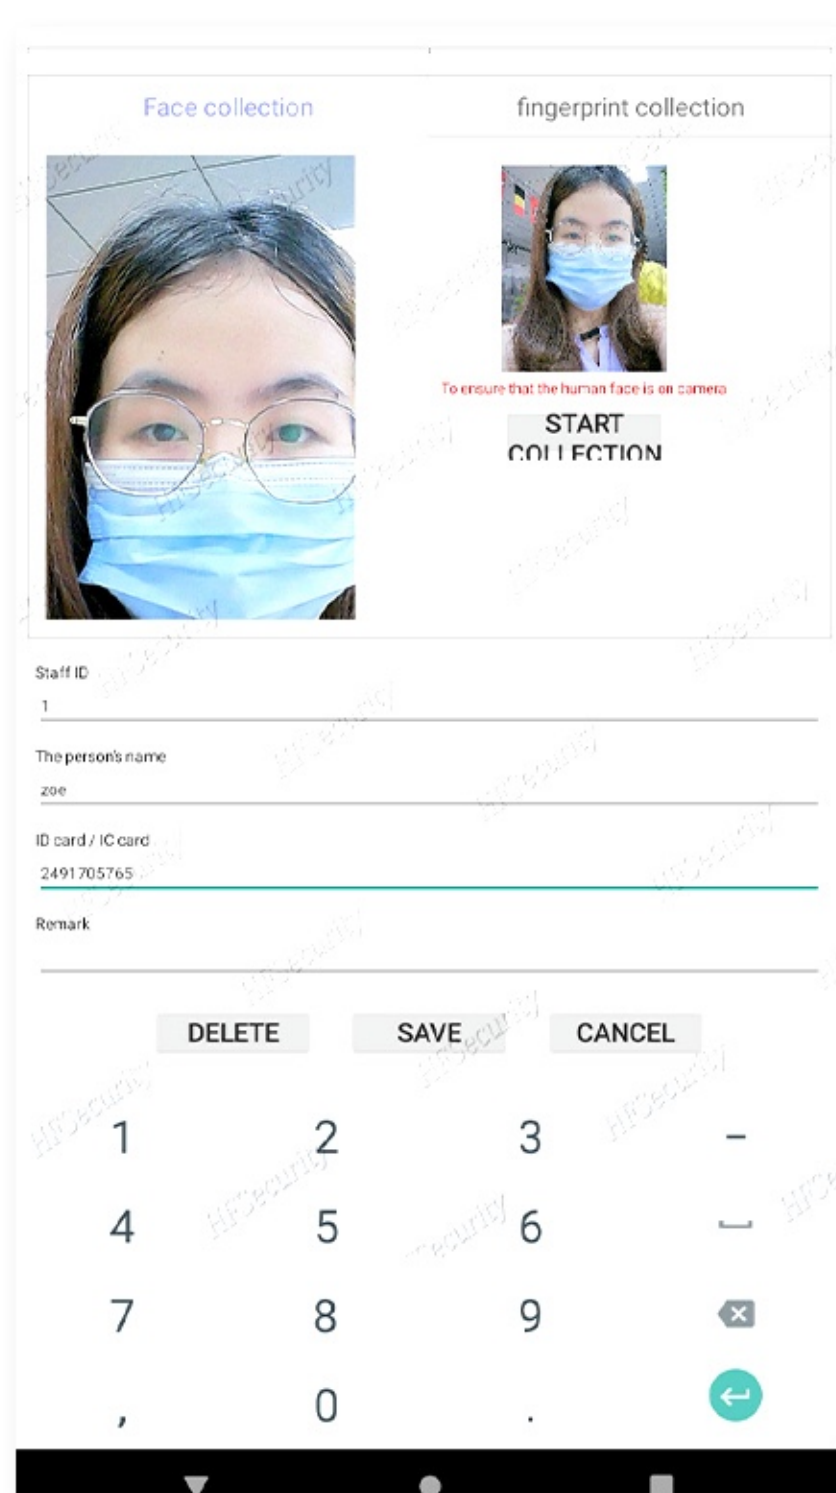 Face collection
fingerprint collection
To ensure that the human face is on camera
START
COLLECTION
Staff ID
1
The person's name
zoe
ID card / IC card
2491705765
Remark
DELETE
SAVE
CANCEL
1
2
3
–
4
5
6
7
8
9
,
0
.
HFSecurity